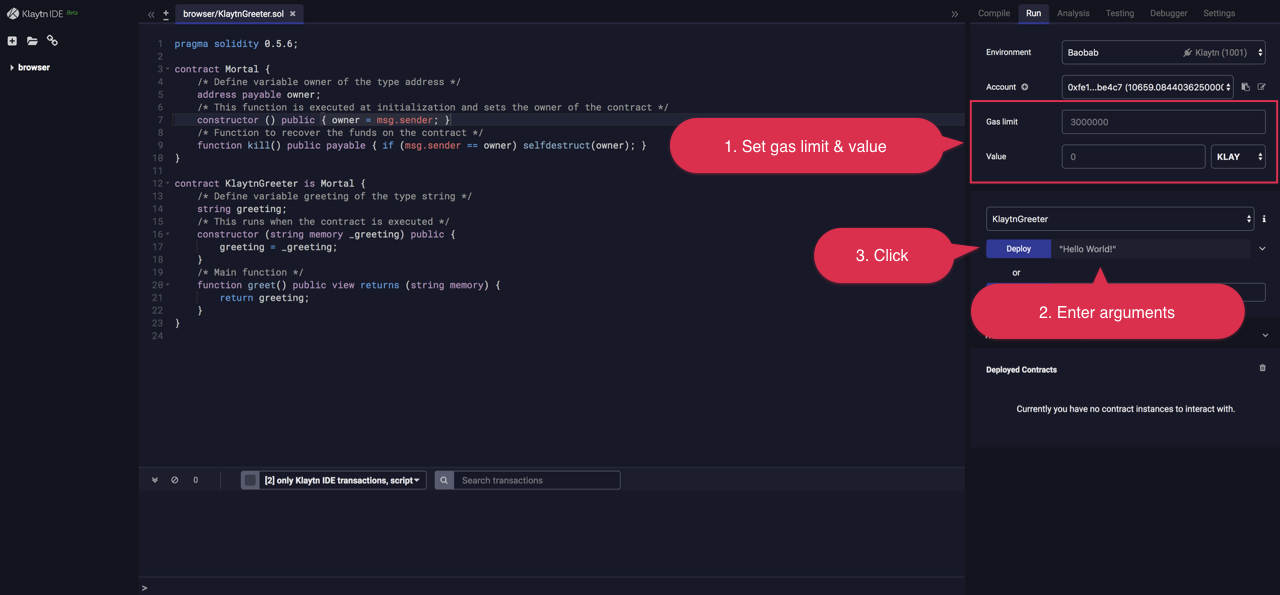 Klaytn IDE Beta
browser
browser/KlaytnGreeter.sol ×
1 pragma solidity 0.5.6;
2
3 contract Mortal {
4 /* Define variable owner of the type address */
5 address payable owner;
6 /* This function is executed at initialization and sets the owner of the contract */
7 constructor () public { owner = msg.sender; }
8 /* Function to recover the funds on the contract */
9 function kill() public payable { if (msg.sender == owner) selfdestruct(owner); }
10 }
11
12 contract KlaytnGreeter is Mortal {
13 /* Define variable greeting of the type string */
14 string greeting;
15 /* This runs when the contract is executed */
16 constructor (string memory _greeting) public {
17 greeting = _greeting;
18 }
19 /* Main function */
20 function greet() public view returns (string memory) {
21 return greeting;
22 }
23 }
24
0
[2] only Klaytn IDE transactions, script
Search transactions
>
Compile Run Analysis Testing Debugger Settings
Environment Baobab Klaytn (1001)
Account 0xfe1...be4c7 (10659.084403625000
Gas limit 3000000
Value 0 KLAY
1. Set gas limit & value
KlaytnGreeter
Deploy "Hello World!"
3. Click
or
2. Enter arguments
Deployed Contracts
Currently you have no contract instances to interact with.